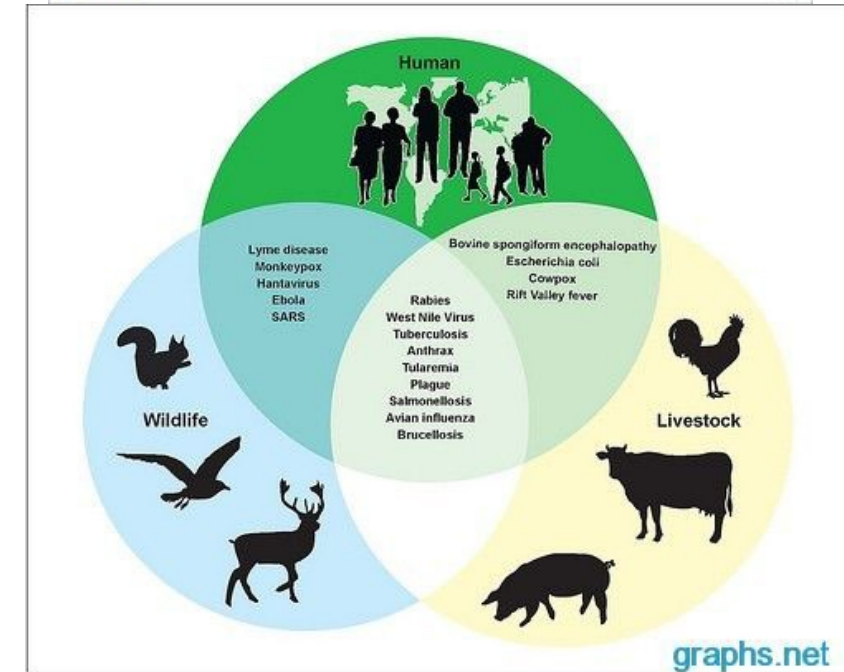 Human
Lyme disease
Monkeypox
Hantavirus
Ebola
SARS
Bovine spongiform encephalopathy
Escherichia coli
Cowpox
Rift Valley fever
Rabies
West Nile Virus
Tuberculosis
Anthrax
Tularemia
Plague
Salmonellosis
Avian influenza
Brucellosis
Wildlife
Livestock
graphs.net